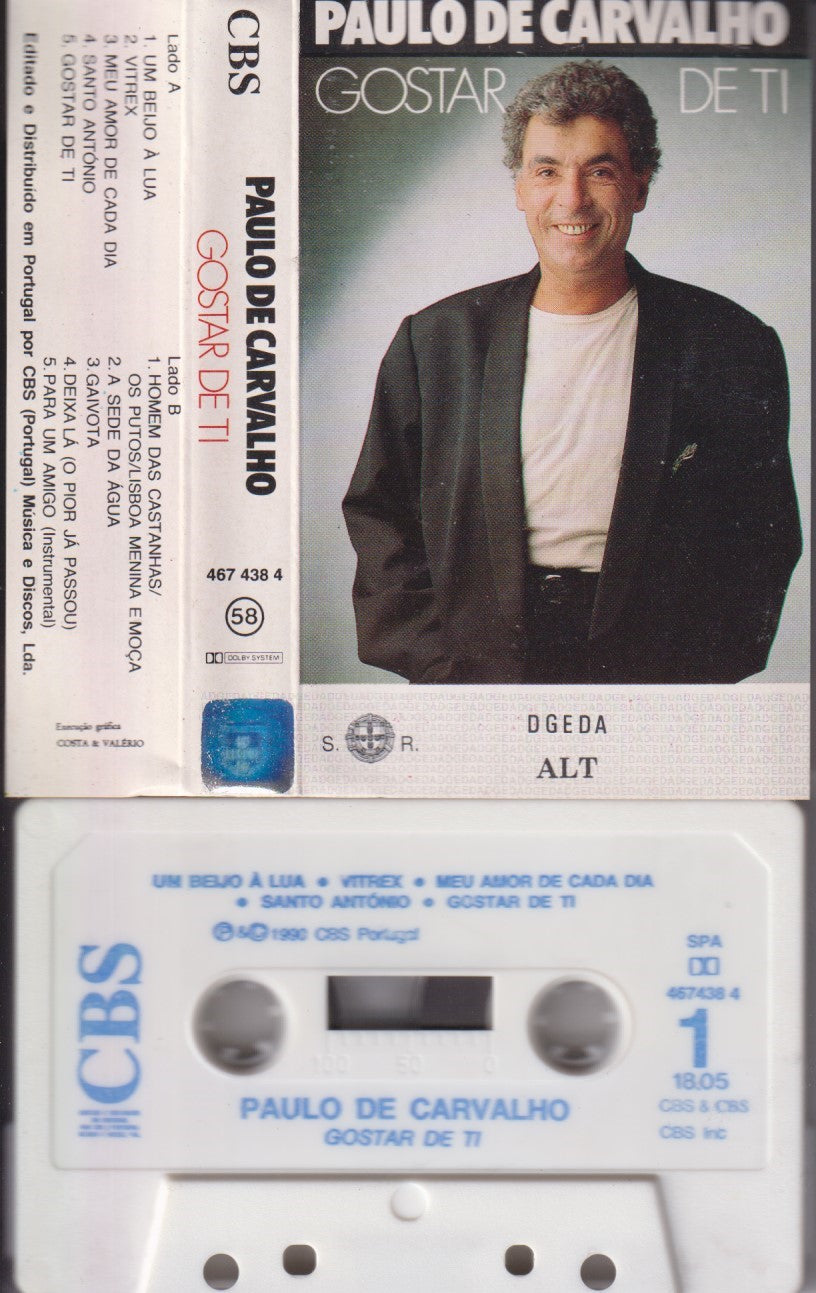 PAULO DE CARVALHO
GOSTAR DE TI
S. R.
DGEDA
ALT
CBS
PAULO DE CARVALHO
GOSTAR DE TI
467 438 4
58
DOLBY SYSTEM
Lado A
1. UM BEIJO À LUA
2. VITREX
3. MEU AMOR DE CADA DIA
4. SANTO ANTÓNIO
5. GOSTAR DE TI
Lado B
1. HOMEM DAS CASTANHAS/
OS PUTOS/LISBOA MENINA E MOÇA
2. A SEDE DA ÁGUA
3. GAIVOTA
4. DEIXA LÁ (O PIOR JÁ PASSOU)
5. PARA UM AMIGO (Instrumental)
Editado e Distribuído em Portugal por CBS (Portugal) Música e Discos, Lda.
Execução gráfica
COSTA & VALÉRIO
UM BEIJO À LUA • VITREX • MEU AMOR DE CADA DIA
• SANTO ANTÓNIO • GOSTAR DE TI
℗ & © 1990 CBS Portugal
CBS
SPA
467438 4
1
18.05
CBS & CBS
CBS Inc
100 50 0
PAULO DE CARVALHO
GOSTAR DE TI